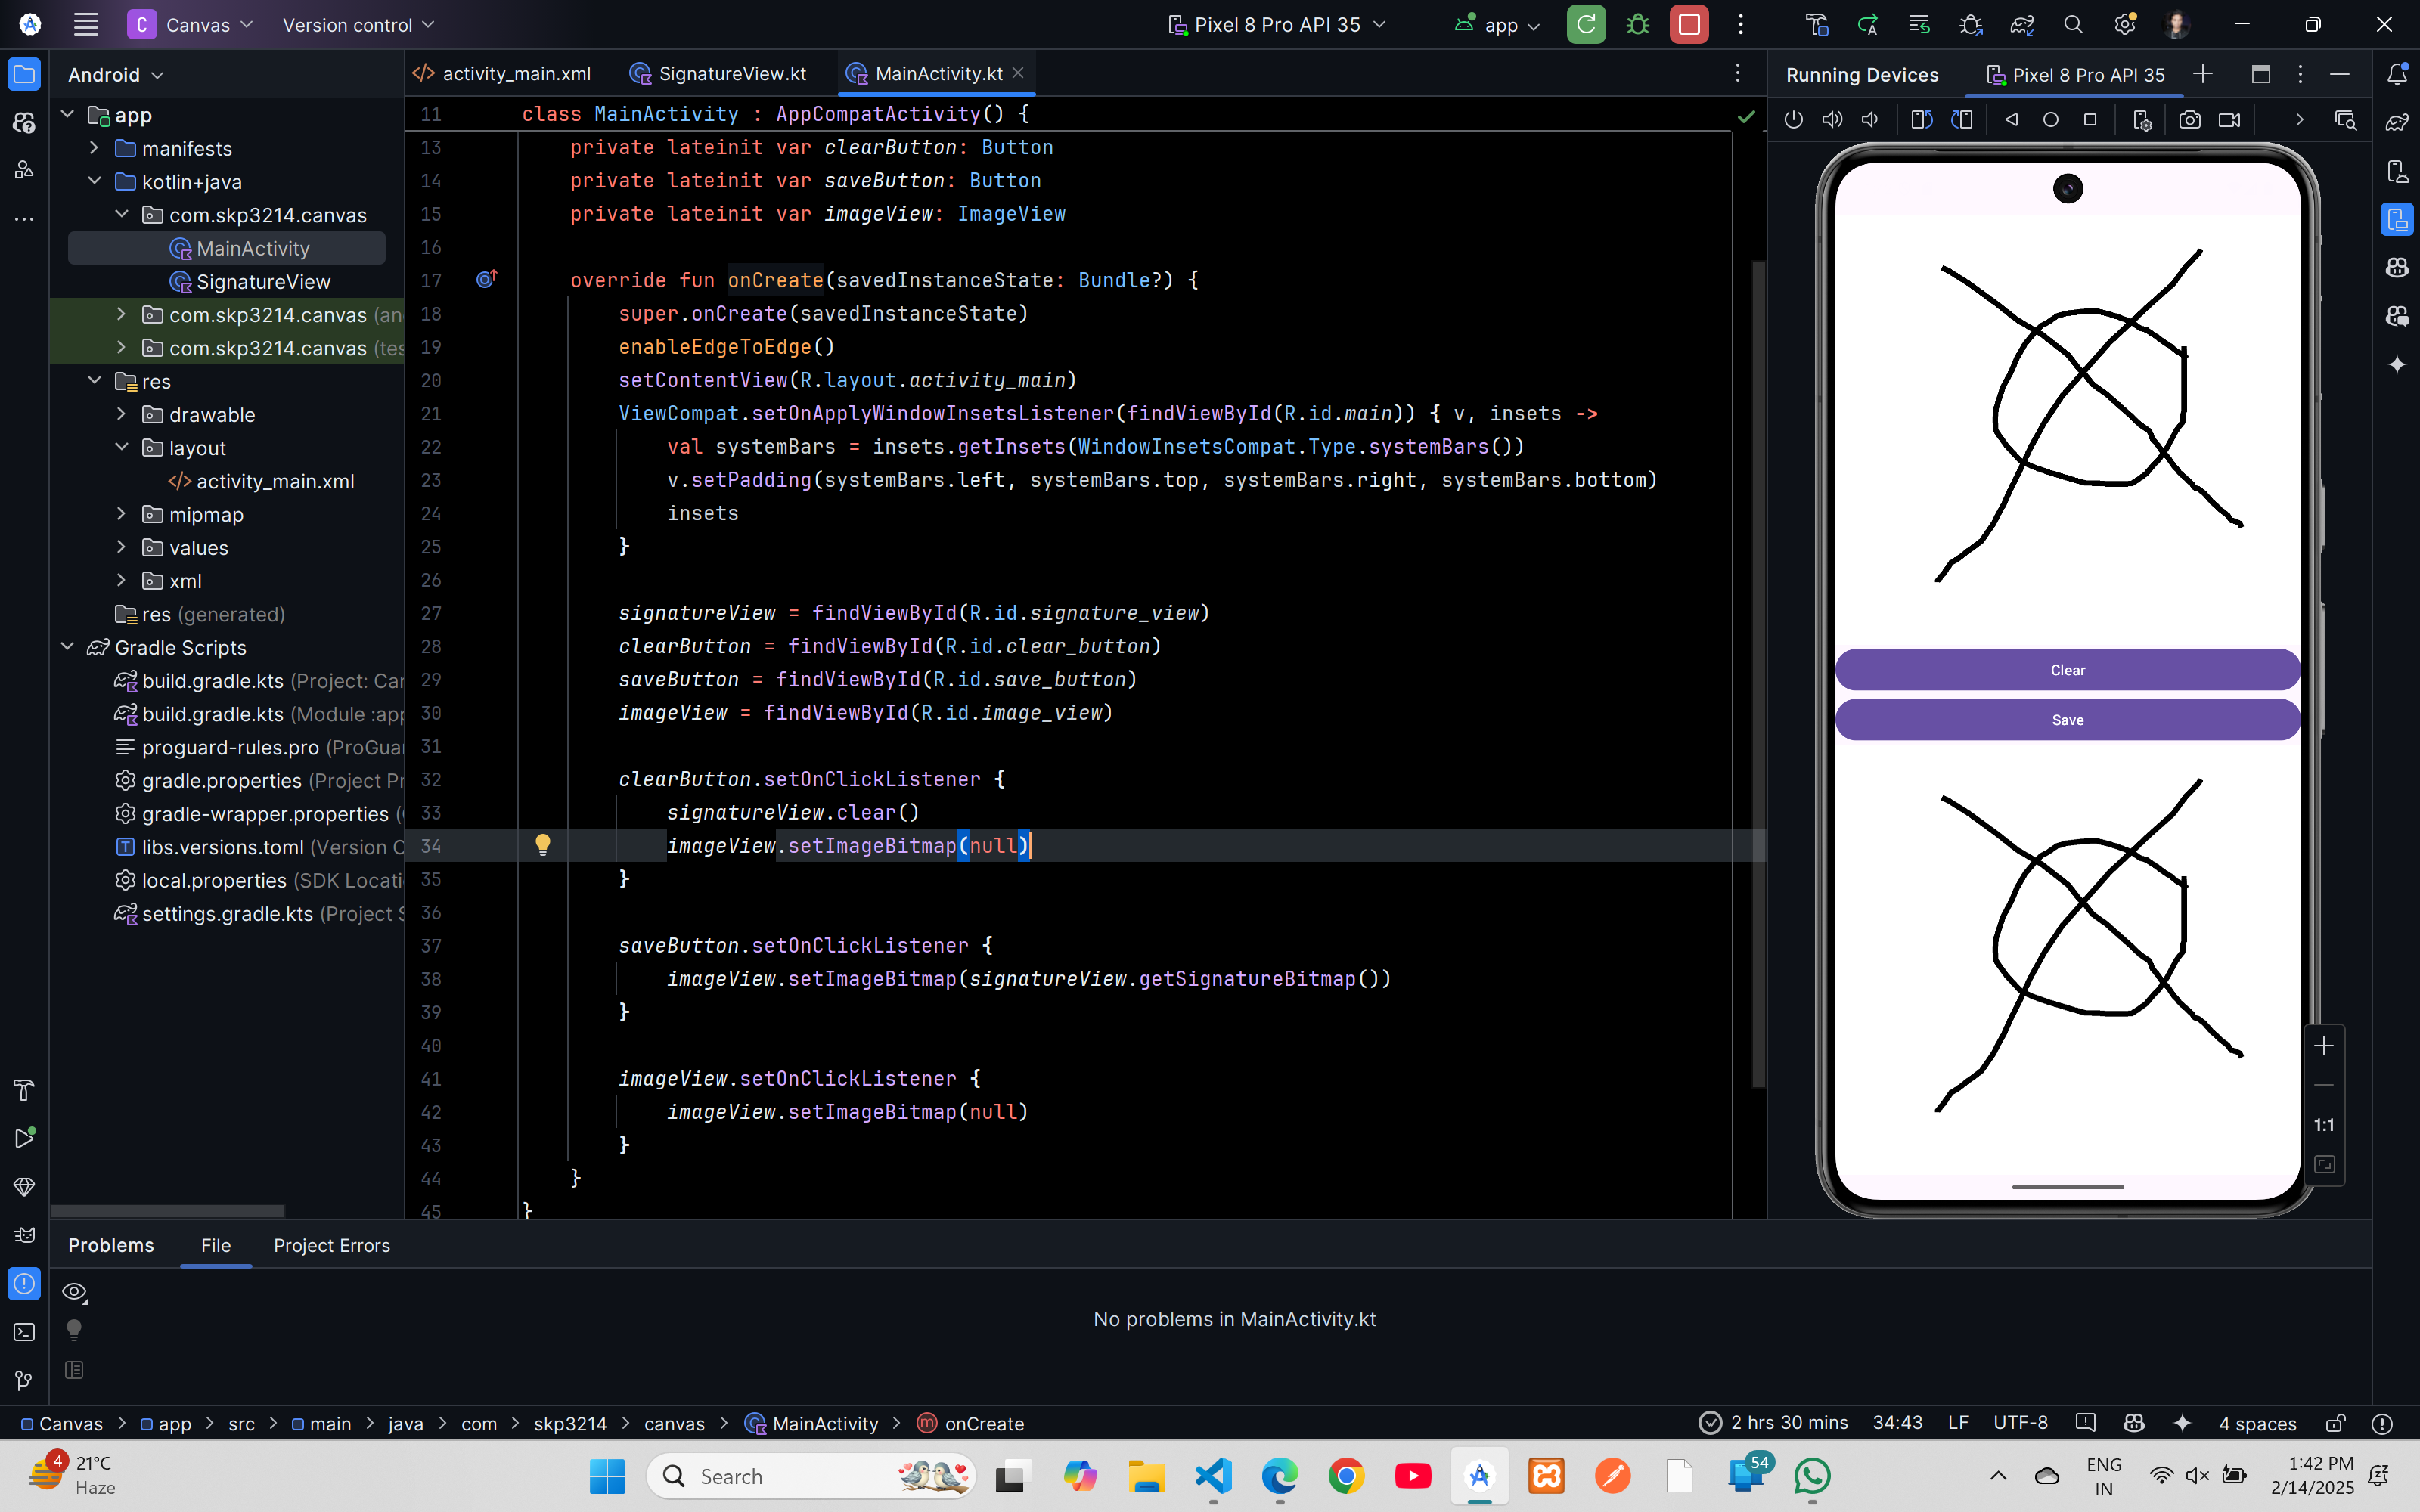 C Canvas Version control Pixel 8 Pro API 35 app
Android
activity_main.xml SignatureView.kt MainActivity.kt
Running Devices Pixel 8 Pro API 35
app
manifests
kotlin+java
com.skp3214.canvas
MainActivity
SignatureView
com.skp3214.canvas (an
com.skp3214.canvas (tes
res
drawable
layout
activity_main.xml
mipmap
values
xml
res (generated)
Gradle Scripts
build.gradle.kts (Project: Car
build.gradle.kts (Module :app
proguard-rules.pro (ProGuar
gradle.properties (Project Pr
gradle-wrapper.properties (
libs.versions.toml (Version C
local.properties (SDK Locati
settings.gradle.kts (Project S
11 class MainActivity : AppCompatActivity() {
13 private lateinit var clearButton: Button
14 private lateinit var saveButton: Button
15 private lateinit var imageView: ImageView
16
17 override fun onCreate(savedInstanceState: Bundle?) {
18 super.onCreate(savedInstanceState)
19 enableEdgeToEdge()
20 setContentView(R.layout.activity_main)
21 ViewCompat.setOnApplyWindowInsetsListener(findViewById(R.id.main)) { v, insets ->
22 val systemBars = insets.getInsets(WindowInsetsCompat.Type.systemBars())
23 v.setPadding(systemBars.left, systemBars.top, systemBars.right, systemBars.bottom)
24 insets
25 }
26
27 signatureView = findViewById(R.id.signature_view)
28 clearButton = findViewById(R.id.clear_button)
29 saveButton = findViewById(R.id.save_button)
30 imageView = findViewById(R.id.image_view)
31
32 clearButton.setOnClickListener {
33 signatureView.clear()
34 imageView.setImageBitmap(null)
35 }
36
37 saveButton.setOnClickListener {
38 imageView.setImageBitmap(signatureView.getSignatureBitmap())
39 }
40
41 imageView.setOnClickListener {
42 imageView.setImageBitmap(null)
43 }
44 }
45 }
Clear
Save
1:1
Problems File Project Errors
No problems in MainActivity.kt
Canvas > app > src > main > java > com > skp3214 > canvas > MainActivity > onCreate
2 hrs 30 mins 34:43 LF UTF-8 4 spaces
4 21°C
Haze
Search
54
ENG
IN
1:42 PM
2/14/2025